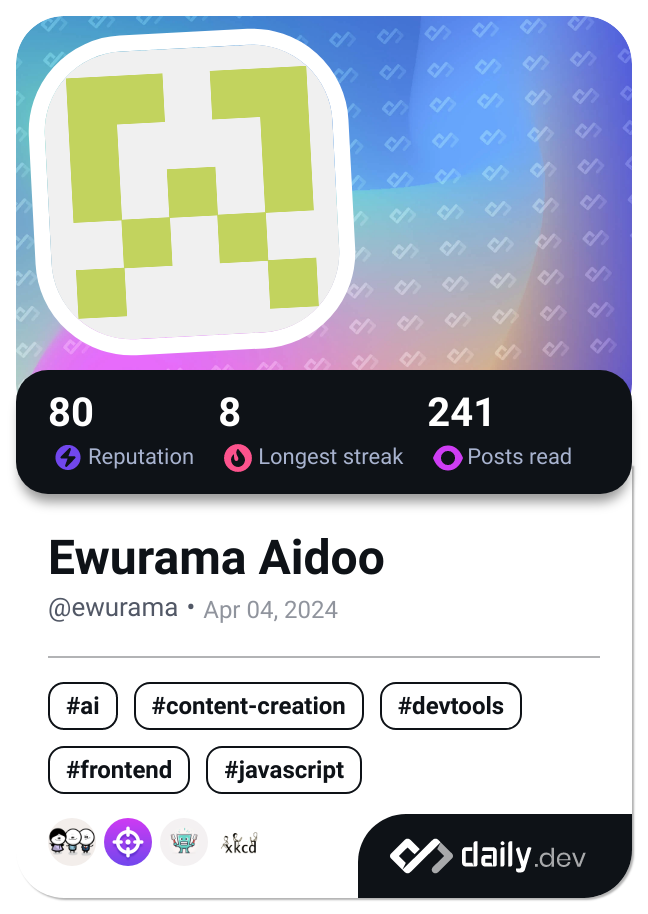 80 8 241
Reputation Longest streak Posts read
Ewurama Aidoo
@ewurama • Apr 04, 2024
#ai #content-creation #devtools
#frontend #javascript
xkcd
daily.dev